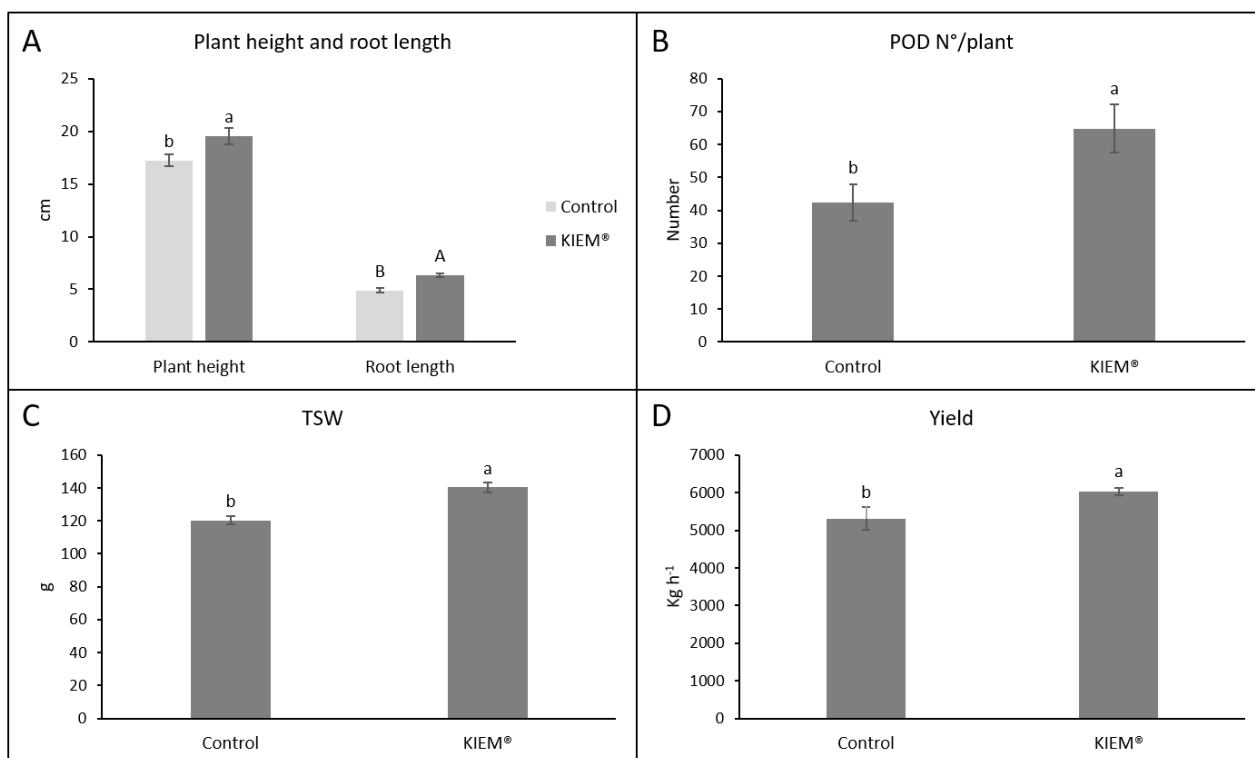 A
Plant height and root length
25
20
15
10
5
0
cm
b
a
B
A
Plant height
Root length
Control
KIEM®
B
POD N°/plant
80
70
60
50
40
30
20
10
0
Number
b
a
Control
KIEM®
C
TSW
160
140
120
100
80
60
40
20
0
g
b
a
Control
KIEM®
D
Yield
7000
6000
5000
4000
3000
2000
1000
0
Kg h⁻¹
b
a
Control
KIEM®